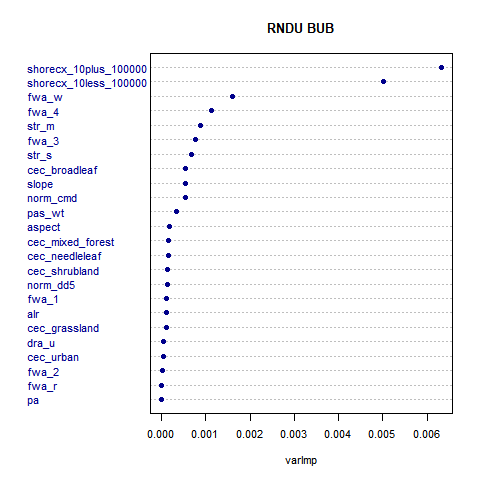 RNDU BUB
shorecx_10plus_100000
shorecx_10less_100000
fwa_w
fwa_4
str_m
fwa_3
str_s
cec_broadleaf
slope
norm_cmd
pas_wt
aspect
cec_mixed_forest
cec_needleleaf
cec_shrubland
norm_dd5
fwa_1
alr
cec_grassland
dra_u
cec_urban
fwa_2
fwa_r
pa
0.000 0.001 0.002 0.003 0.004 0.005 0.006
varImp